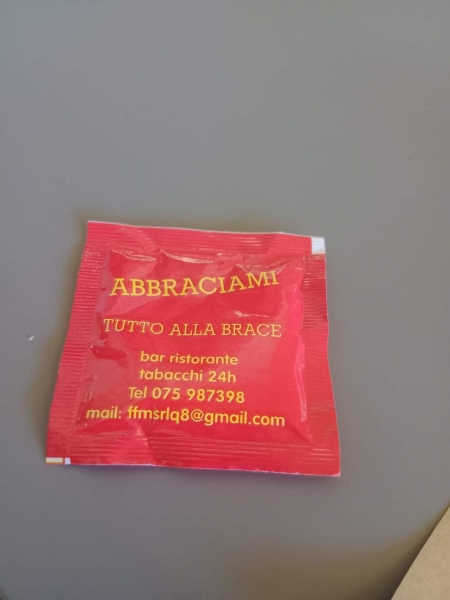 ABBRACIAMI
TUTTO ALLA BRACE
bar ristorante
tabacchi 24h
Tel 075 987398
mail: ffmsrlq8@gmail.com